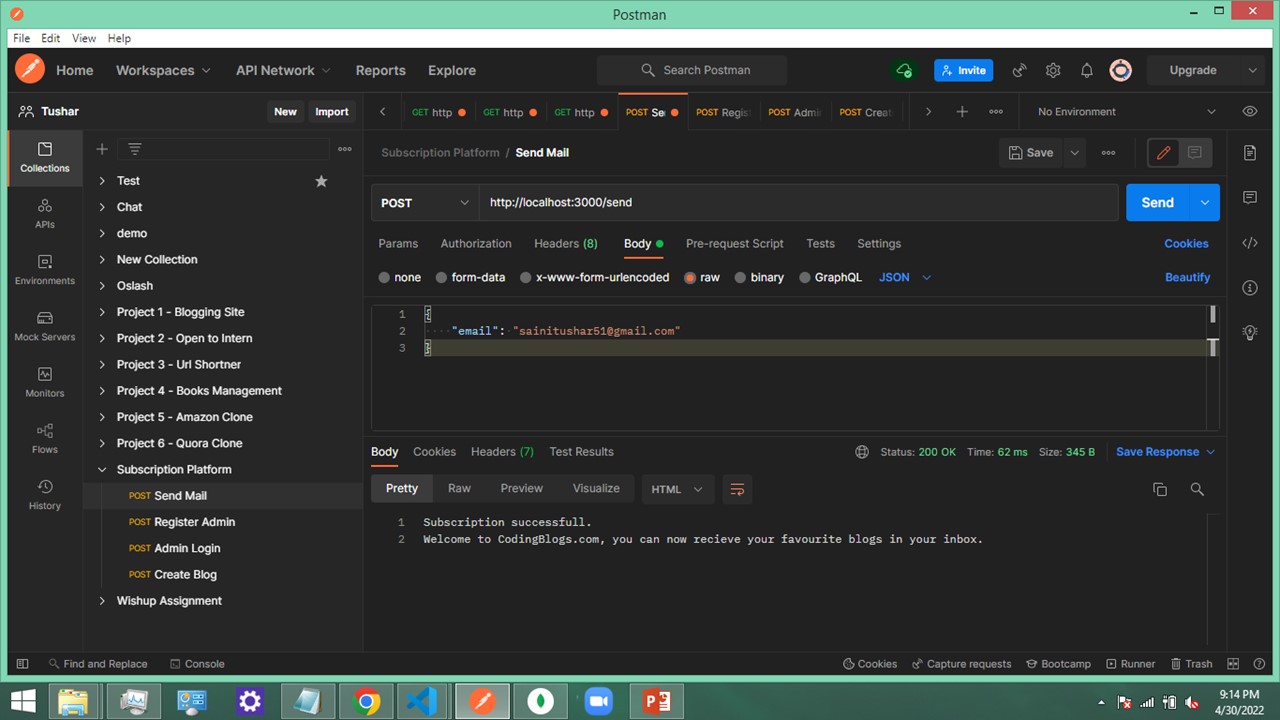 Postman
File Edit View Help
Home Workspaces API Network Reports Explore Search Postman Invite Upgrade
Tushar New Import GET http GET http GET http POST Se POST Regis POST Admi POST Creat No Environment
Collections
APIs
Environments
Mock Servers
Monitors
Flows
History
Test
Chat
demo
New Collection
Oslash
Project 1 - Blogging Site
Project 2 - Open to Intern
Project 3 - Url Shortner
Project 4 - Books Management
Project 5 - Amazon Clone
Project 6 - Quora Clone
Subscription Platform
POST Send Mail
POST Register Admin
POST Admin Login
POST Create Blog
Wishup Assignment
Subscription Platform / Send Mail Save
POST http://localhost:3000/send Send
Params Authorization Headers (8) Body Pre-request Script Tests Settings Cookies
none form-data x-www-form-urlencoded raw binary GraphQL JSON Beautify
1 {
2 "email": "sainitushar51@gmail.com"
3 }
Body Cookies Headers (7) Test Results Status: 200 OK Time: 62 ms Size: 345 B Save Response
Pretty Raw Preview Visualize HTML
1 Subscription successfull.
2 Welcome to CodingBlogs.com, you can now recieve your favourite blogs in your inbox.
Find and Replace Console Cookies Capture requests Bootcamp Runner Trash
9:14 PM
4/30/2022